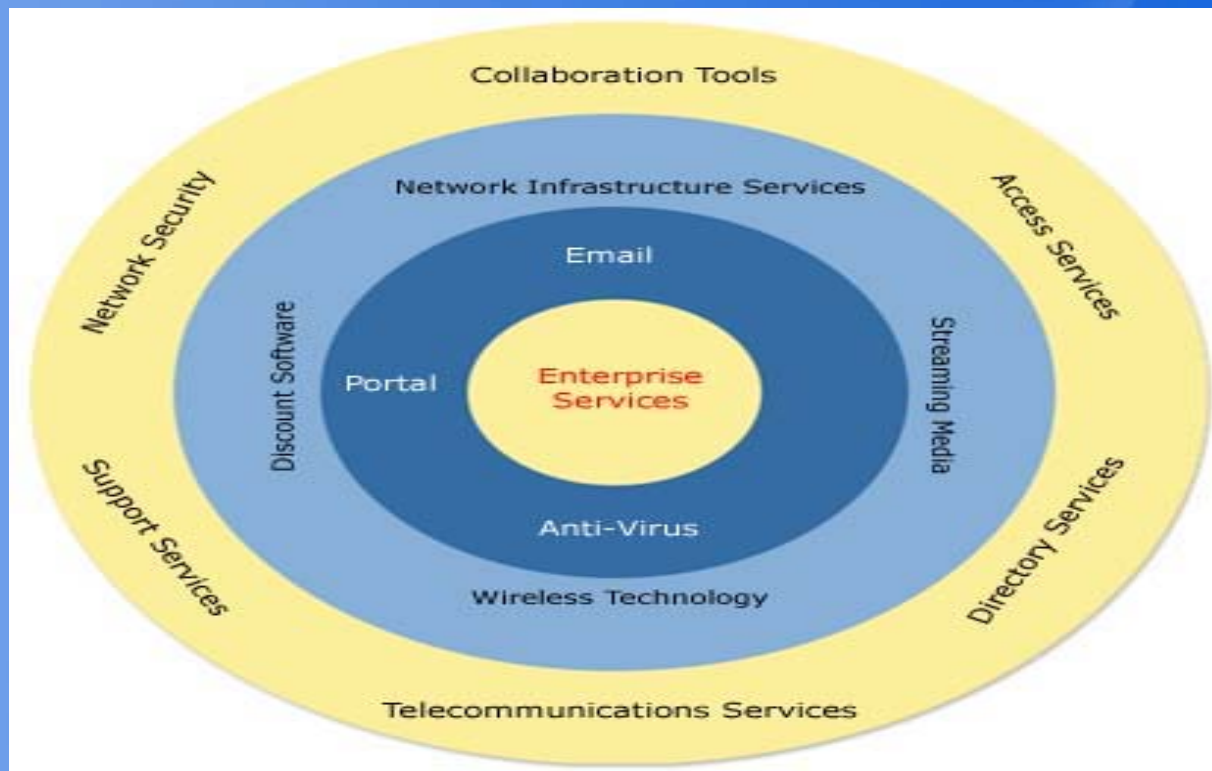 Collaboration Tools
Network Security
Access Services
Network Infrastructure Services
Email
Discount Software
Streaming Media
Portal
Enterprise
Services
Anti-Virus
Support Services
Directory Services
Wireless Technology
Telecommunications Services